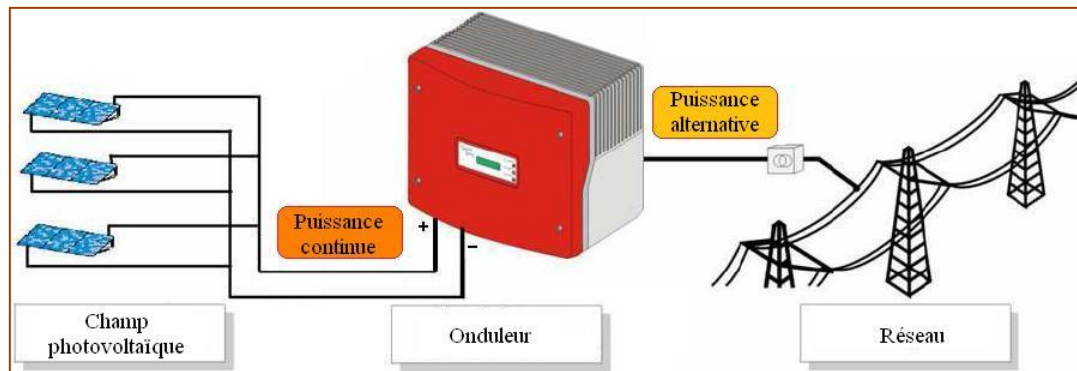 Puissance
alternative
Puissance
continue
+
−
Champ
photovoltaïque
Onduleur
Réseau